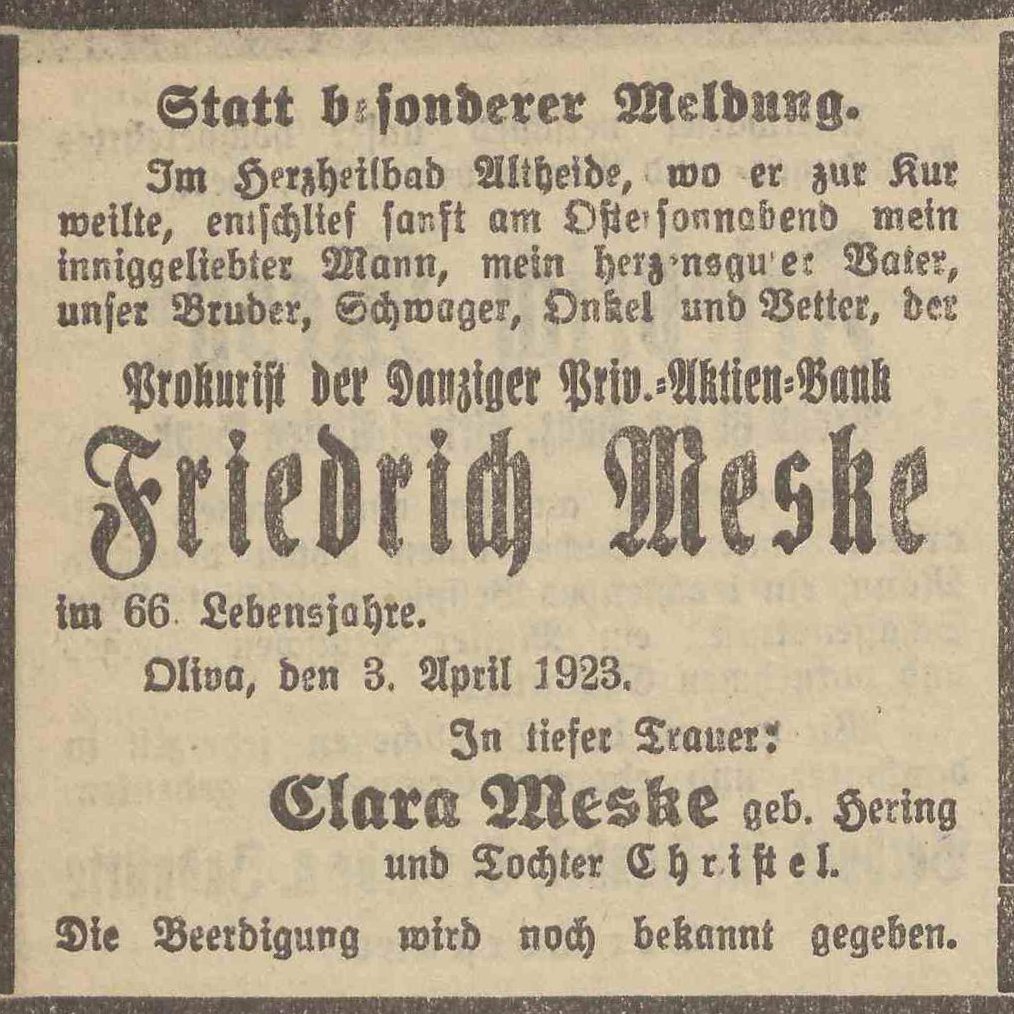 Statt besonderer Meldung.
Im Herzheilbad Altheide, wo er zur Kur
weilte, entschlief sanft am Ostersonnabend mein
inniggeliebter Mann, mein herzensguter Vater,
unser Bruder, Schwager, Onkel und Vetter, der
Prokurist der Danziger Priv.-Aktien-Bank
Friedrich Meske
im 66. Lebensjahre.
Oliva, den 3. April 1923.
In tiefer Trauer:
Clara Meske geb. Hering
und Tochter Christel.
Die Beerdigung wird noch bekannt gegeben.